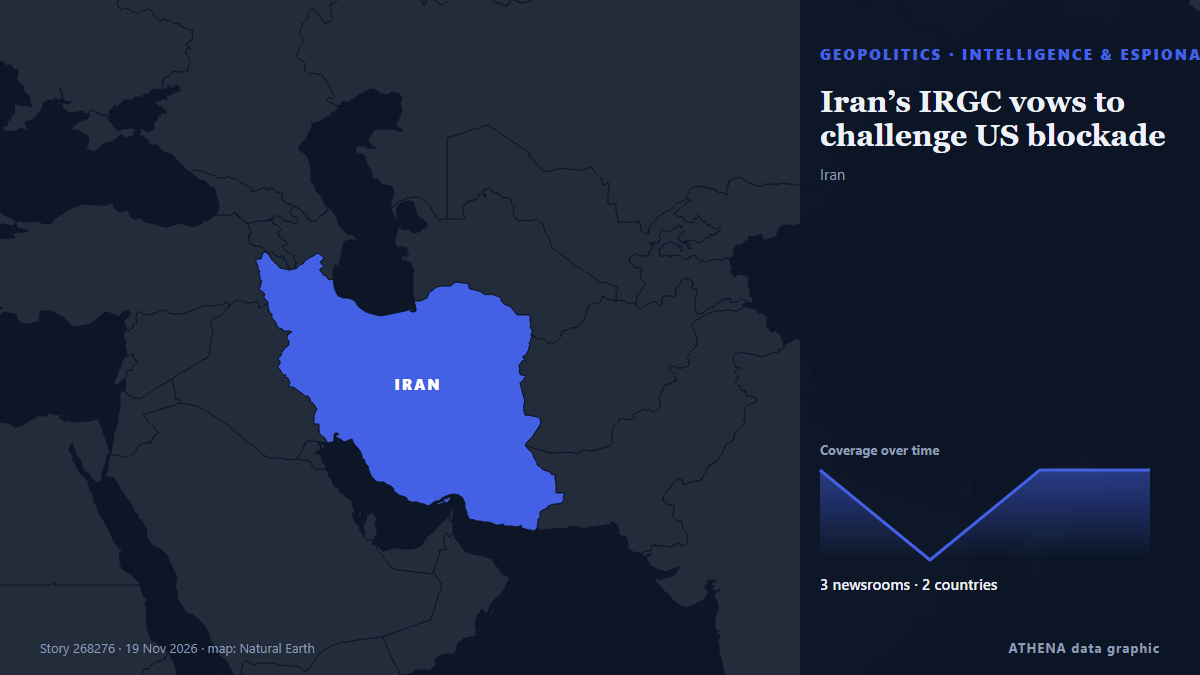 GEOPOLITICS · INTELLIGENCE & ESPIONA
Iran’s IRGC vows to
challenge US blockade
Iran
IRAN
Coverage over time
3 newsrooms · 2 countries
Story 268276 · 19 Nov 2026 · map: Natural Earth
ATHENA data graphic